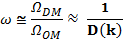 ω ≅ Ω_DM / Ω_OM ≈ 1 / D(k)